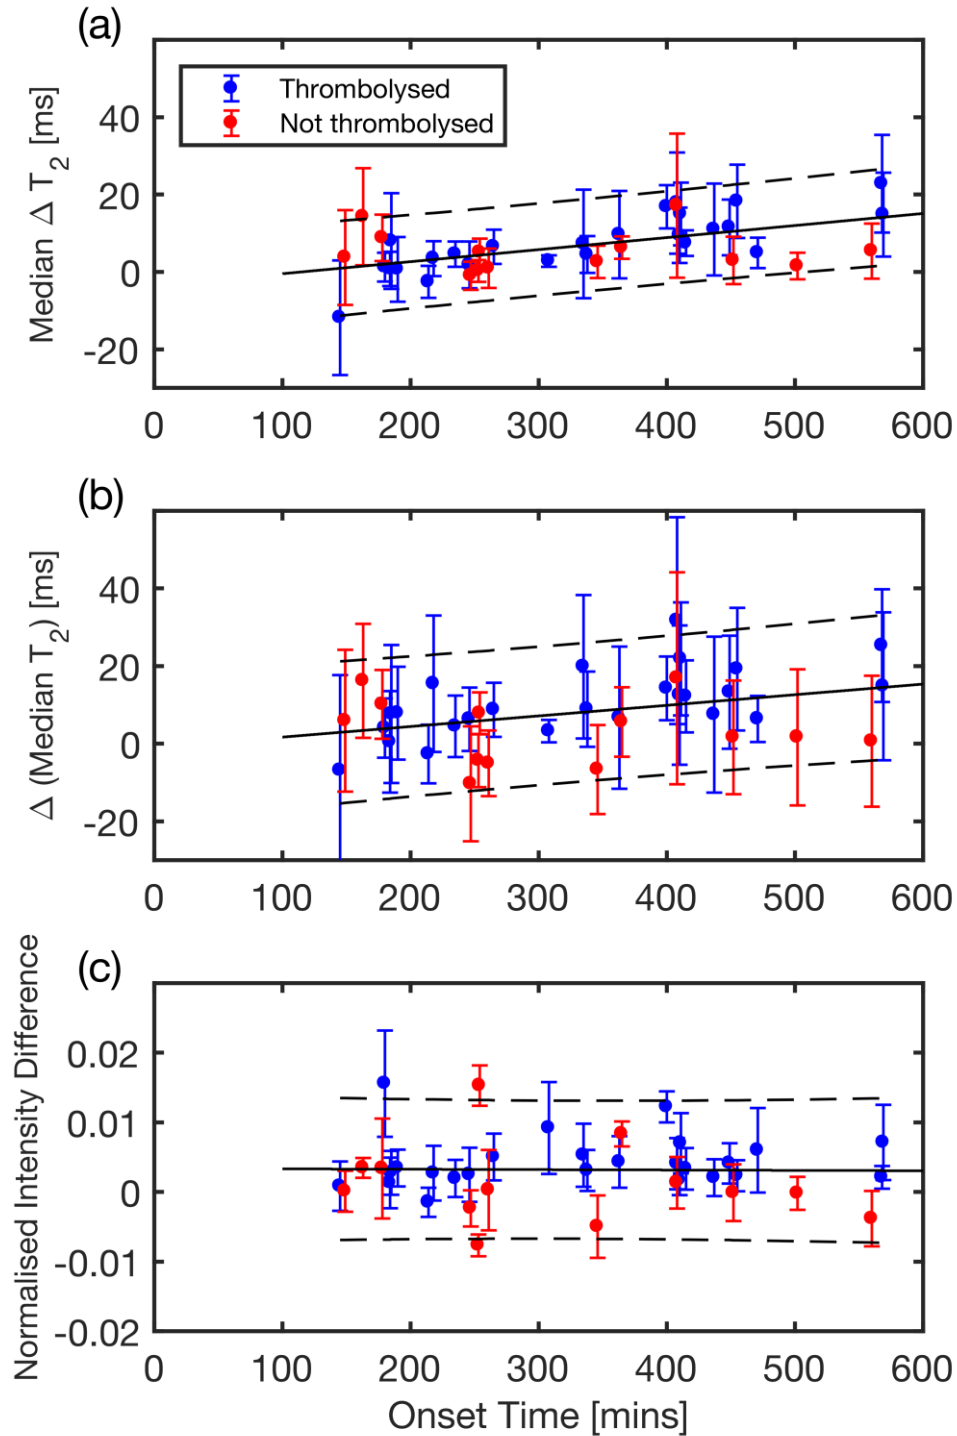 (a)
Median Δ T2 [ms]
40
20
0
-20
Thrombolysed
Not thrombolysed
0 100 200 300 400 500 600
(b)
Δ (Median T2) [ms]
40
20
0
-20
0 100 200 300 400 500 600
(c)
Normalised Intensity Difference
0.02
0.01
0
-0.01
-0.02
0 100 200 300 400 500 600
Onset Time [mins]